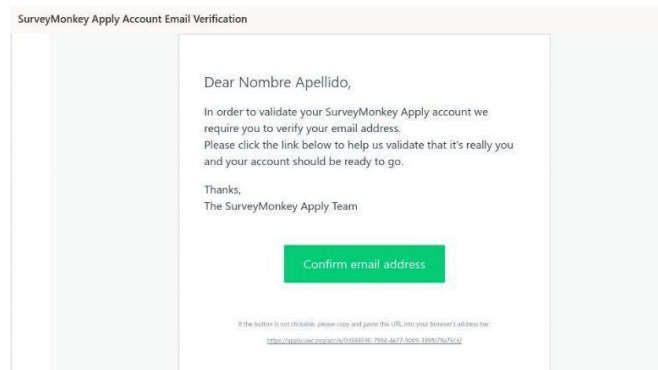 SurveyMonkey Apply Account Email Verification
Dear Nombre Apellido,
In order to validate your SurveyMonkey Apply account we
require you to verify your email address.
Please click the link below to help us validate that it's really you
and your account should be ready to go.
Thanks,
The SurveyMonkey Apply Team
Confirm email address
If the button is not clickable, please copy and paste this URL into your browser's address bar: